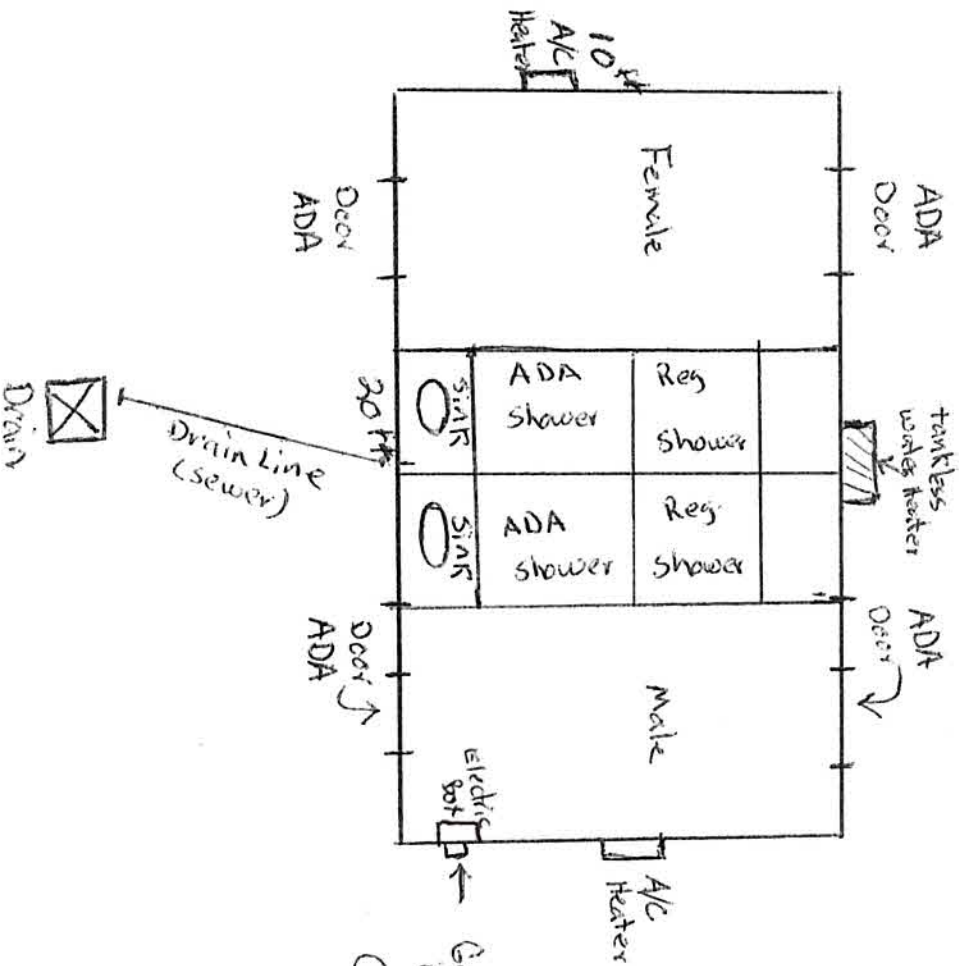 10 ft
A/C
Heater
Female
ADA
Door
Door
ADA
20 ft
sink
ADA
Shower
Reg
Shower
tankless
water heater
Drain Line
(sewer)
Drain
sink
ADA
shower
Reg
Shower
ADA
Door
Door
ADA
Male
Electric
Box
A/C
Heater